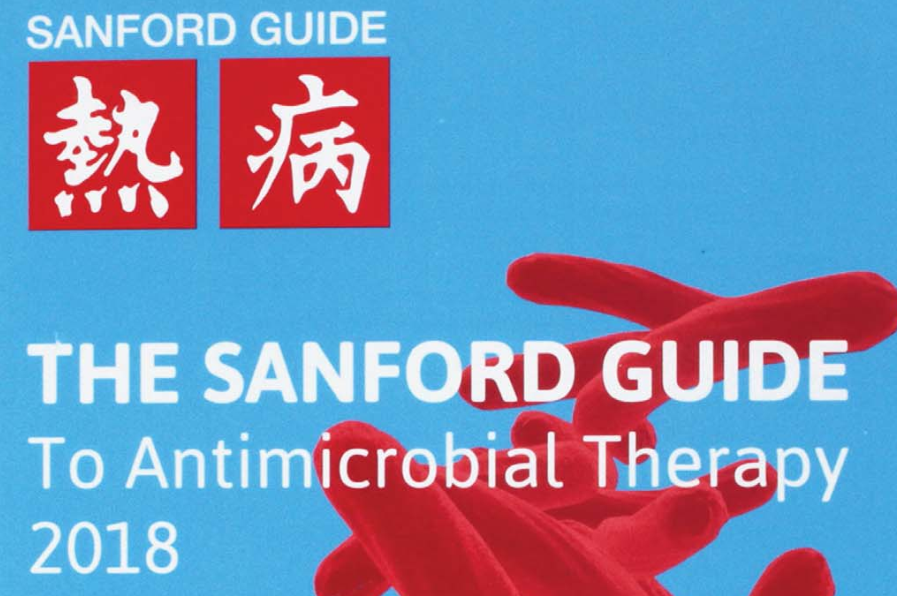 SANFORD GUIDE
熱病
THE SANFORD GUIDE
To Antimicrobial Therapy
2018